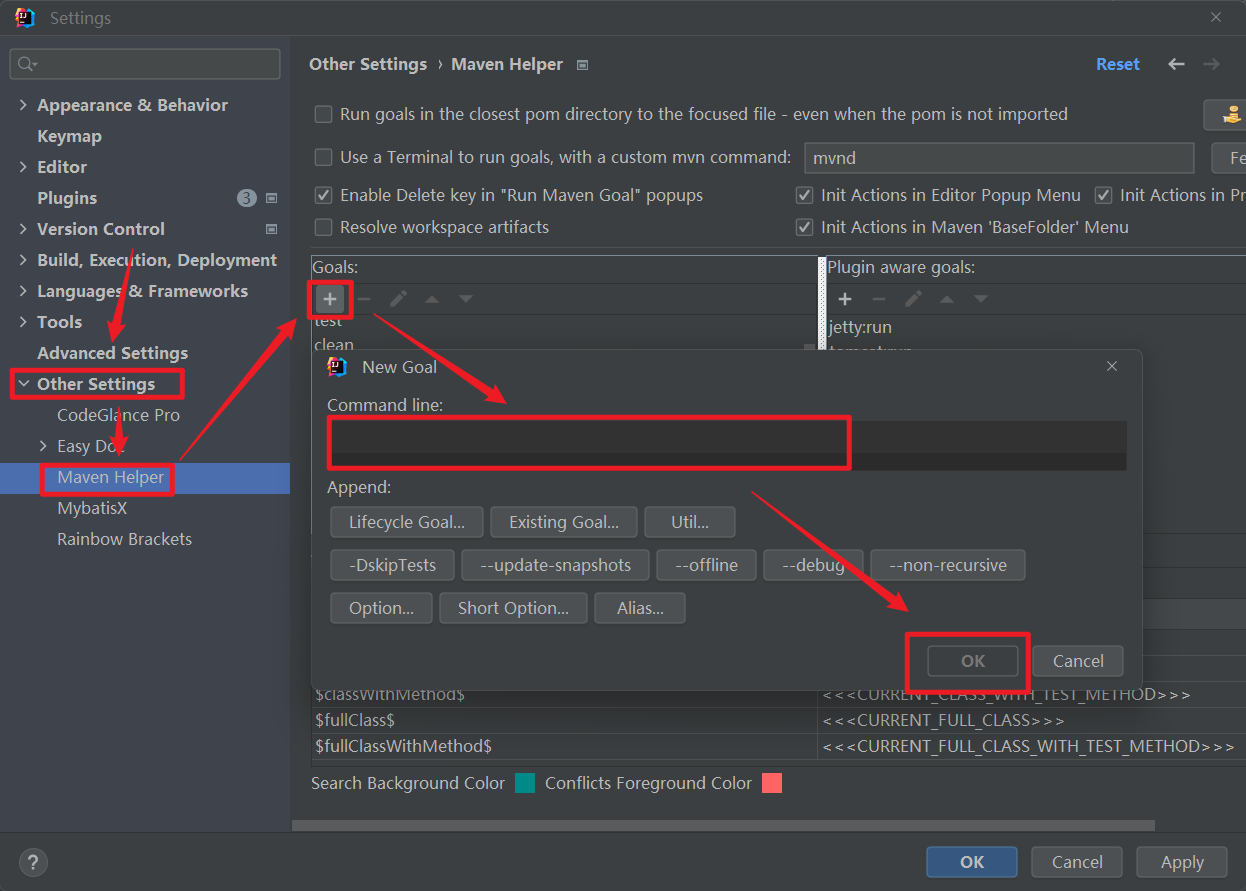 Settings
Appearance & Behavior
Keymap
Editor
Plugins 3
Version Control
Build, Execution, Deployment
Languages & Frameworks
Tools
Advanced Settings
Other Settings
CodeGlance Pro
Easy Doc
Maven Helper
MybatisX
Rainbow Brackets
Other Settings › Maven Helper Reset
Run goals in the closest pom directory to the focused file - even when the pom is not imported
Use a Terminal to run goals, with a custom mvn command: mvnd Fe
Enable Delete key in "Run Maven Goal" popups Init Actions in Editor Popup Menu Init Actions in Pr
Resolve workspace artifacts Init Actions in Maven 'BaseFolder' Menu
Goals: Plugin aware goals:
test jetty:run
clean
New Goal
Command line:
Append:
Lifecycle Goal... Existing Goal... Util...
-DskipTests --update-snapshots --offline --debug --non-recursive
Option... Short Option... Alias...
OK Cancel
$classWithMethod$ <<<CURRENT_CLASS_WITH_TEST_METHOD>>>
$fullClass$ <<<CURRENT_FULL_CLASS>>>
$fullClassWithMethod$ <<<CURRENT_FULL_CLASS_WITH_TEST_METHOD>>>
Search Background Color Conflicts Foreground Color
? OK Cancel Apply